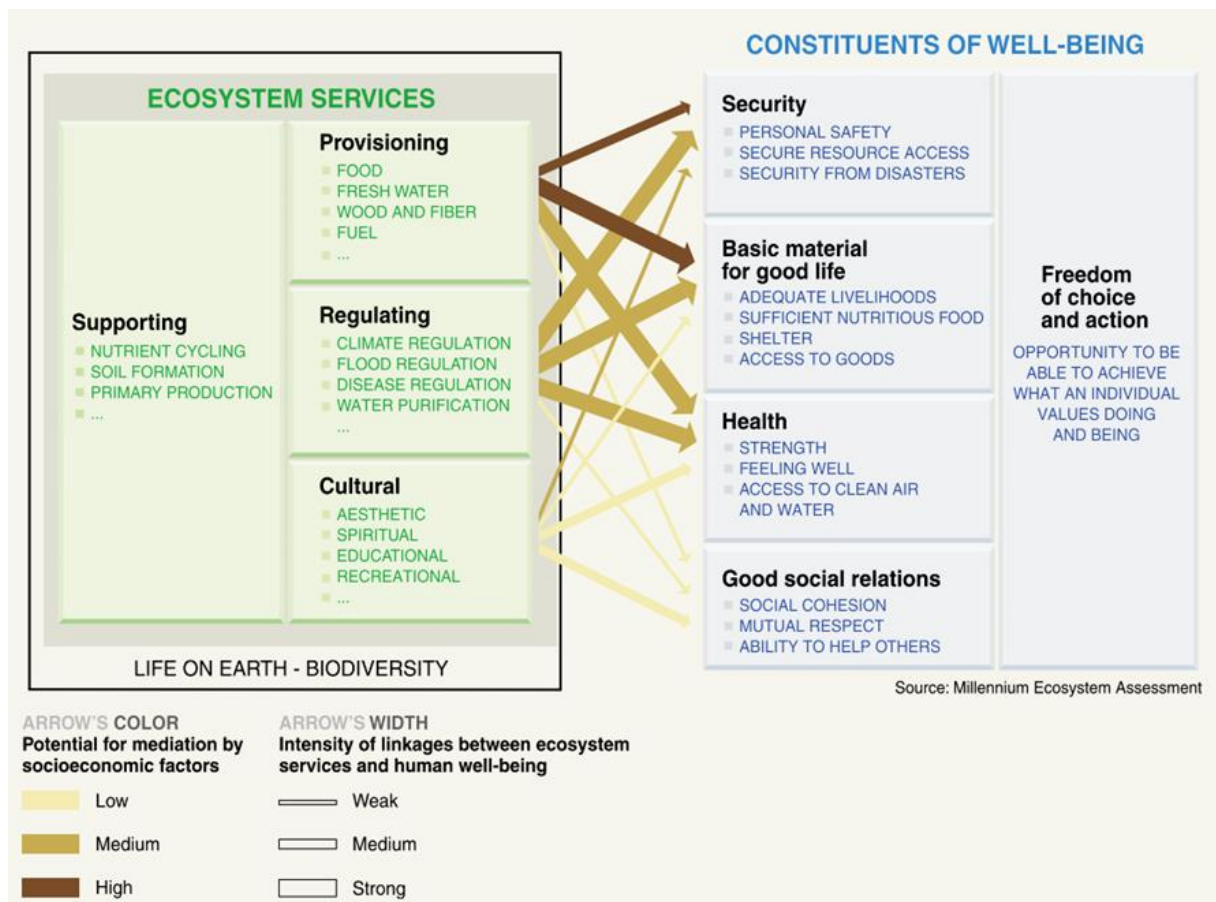 CONSTITUENTS OF WELL-BEING
ECOSYSTEM SERVICES
Supporting
NUTRIENT CYCLING
SOIL FORMATION
PRIMARY PRODUCTION
...
Provisioning
FOOD
FRESH WATER
WOOD AND FIBER
FUEL
...
Regulating
CLIMATE REGULATION
FLOOD REGULATION
DISEASE REGULATION
WATER PURIFICATION
...
Cultural
AESTHETIC
SPIRITUAL
EDUCATIONAL
RECREATIONAL
...
LIFE ON EARTH - BIODIVERSITY
Security
PERSONAL SAFETY
SECURE RESOURCE ACCESS
SECURITY FROM DISASTERS
Basic material
for good life
ADEQUATE LIVELIHOODS
SUFFICIENT NUTRITIOUS FOOD
SHELTER
ACCESS TO GOODS
Health
STRENGTH
FEELING WELL
ACCESS TO CLEAN AIR
AND WATER
Good social relations
SOCIAL COHESION
MUTUAL RESPECT
ABILITY TO HELP OTHERS
Freedom
of choice
and action
OPPORTUNITY TO BE
ABLE TO ACHIEVE
WHAT AN INDIVIDUAL
VALUES DOING
AND BEING
Source: Millennium Ecosystem Assessment
ARROW'S COLOR
Potential for mediation by
socioeconomic factors
Low
Medium
High
ARROW'S WIDTH
Intensity of linkages between ecosystem
services and human well-being
Weak
Medium
Strong